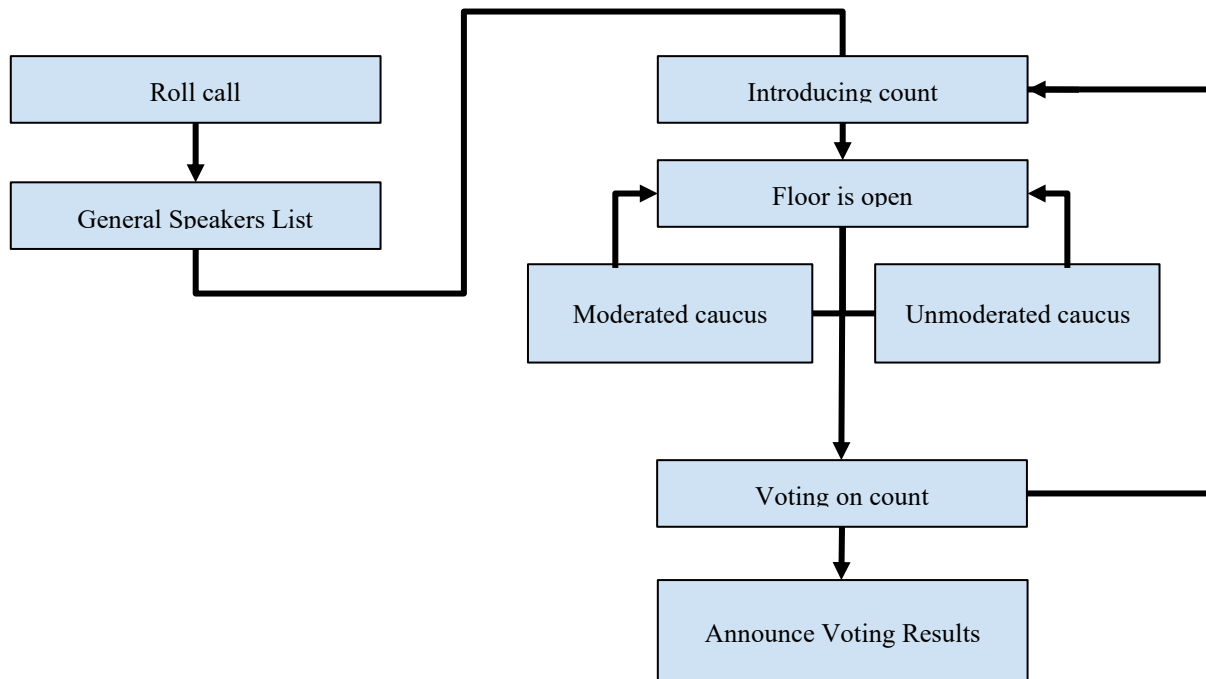 Roll call
General Speakers List
Introducing count
Floor is open
Moderated caucus
Unmoderated caucus
Voting on count
Announce Voting Results